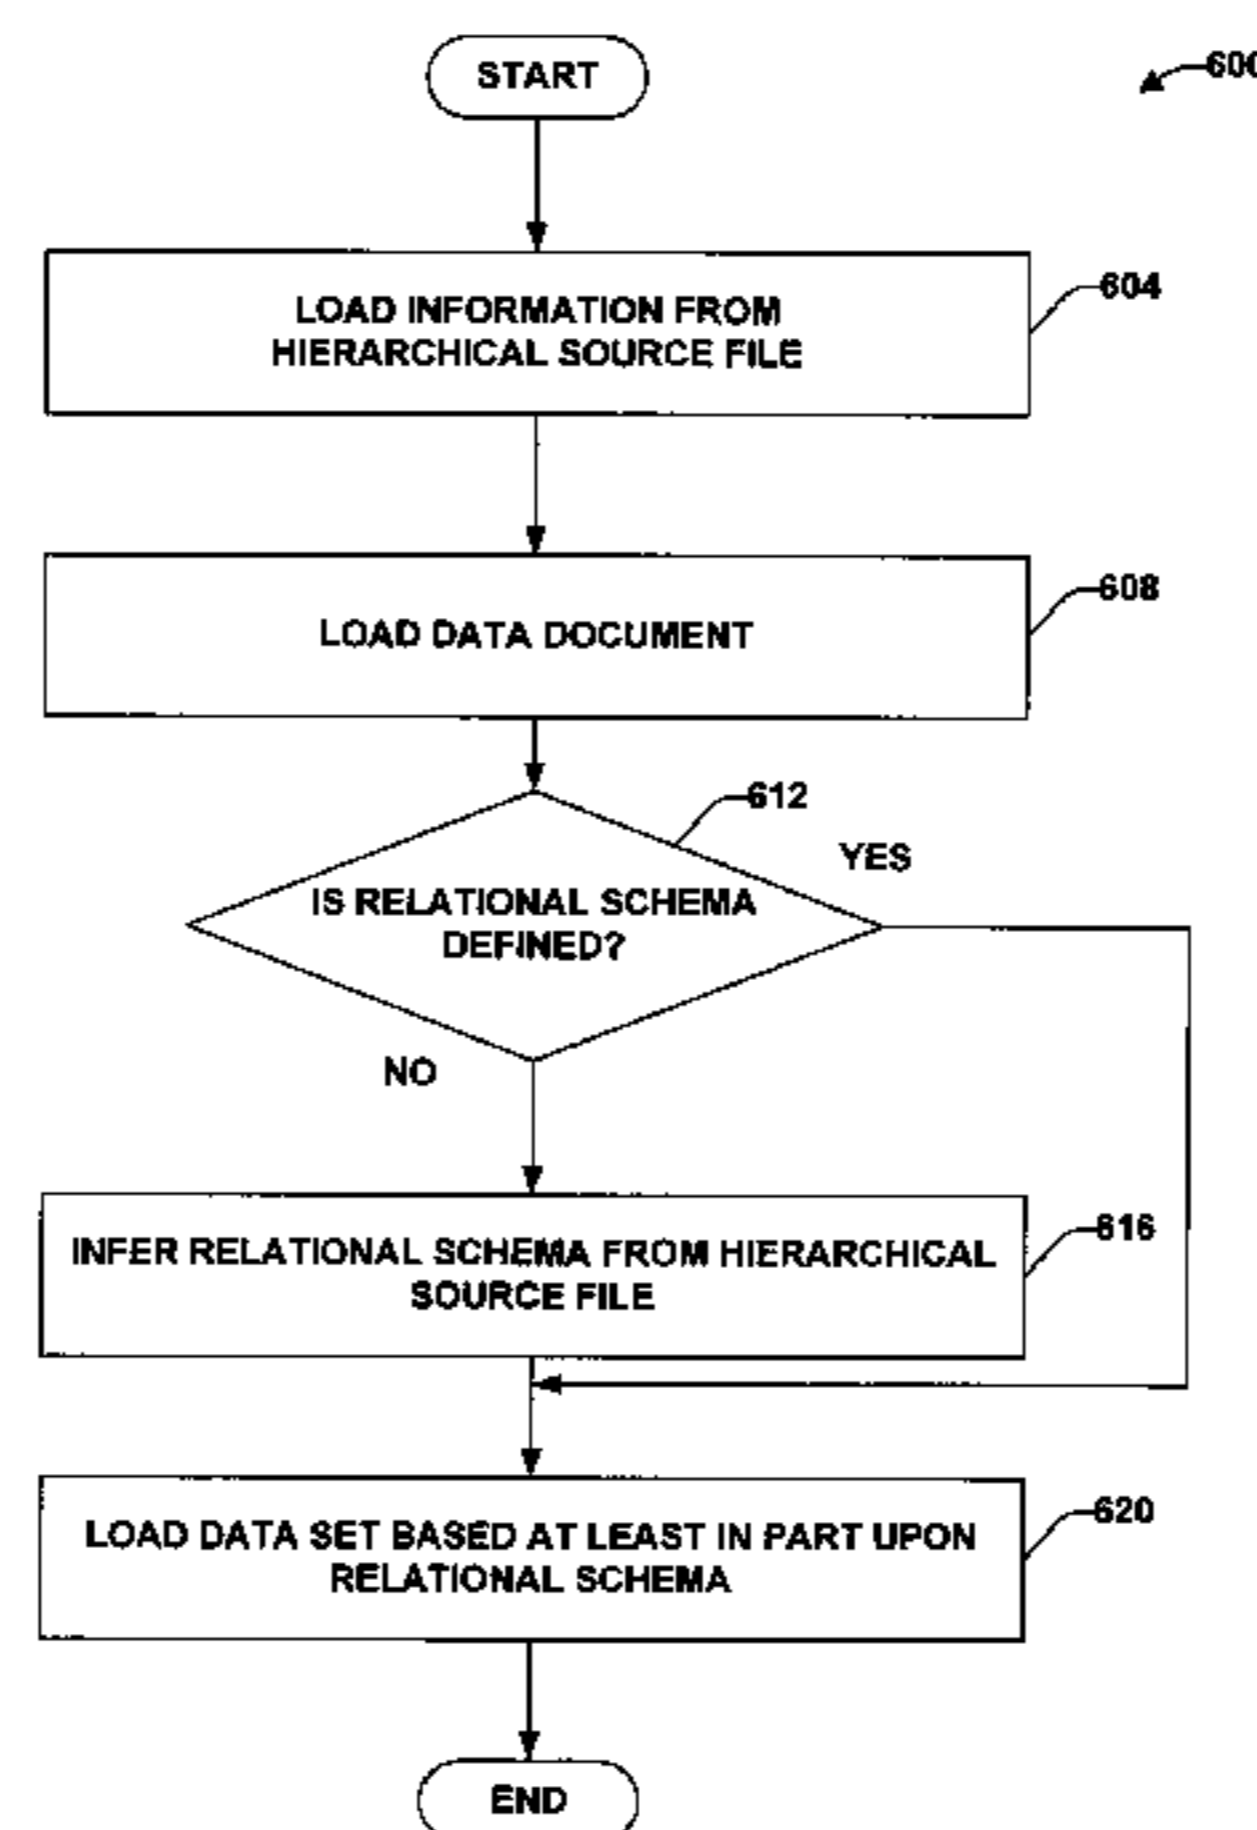 START
600
LOAD INFORMATION FROM
HIERARCHICAL SOURCE FILE
604
LOAD DATA DOCUMENT
608
612
YES
IS RELATIONAL SCHEMA
DEFINED?
NO
INFER RELATIONAL SCHEMA FROM HIERARCHICAL
SOURCE FILE
616
LOAD DATA SET BASED AT LEAST IN PART UPON
RELATIONAL SCHEMA
620
END